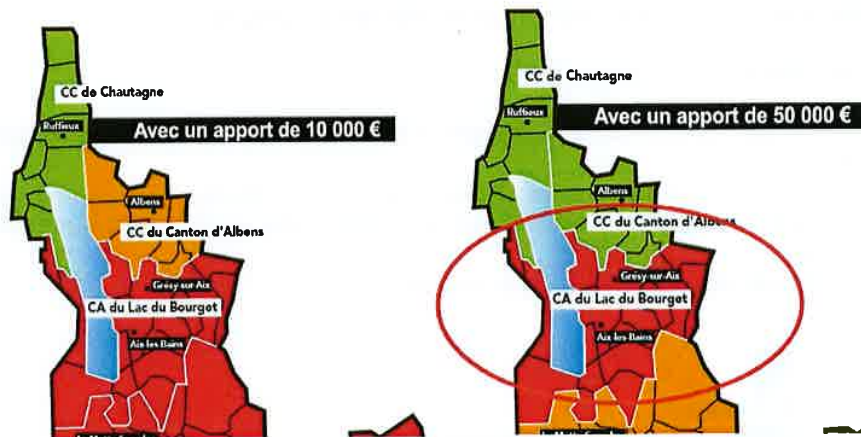 CC de Chautagne
Ruffieux
Avec un apport de 10 000 €
Albens
CC du Canton d'Albens
Grésy-sur-Aix
CA du Lac du Bourget
Aix-les-Bains
CC de Chautagne
Ruffieux
Avec un apport de 50 000 €
Albens
CC du Canton d'Albens
Grésy-sur-Aix
CA du Lac du Bourget
Aix-les-Bains